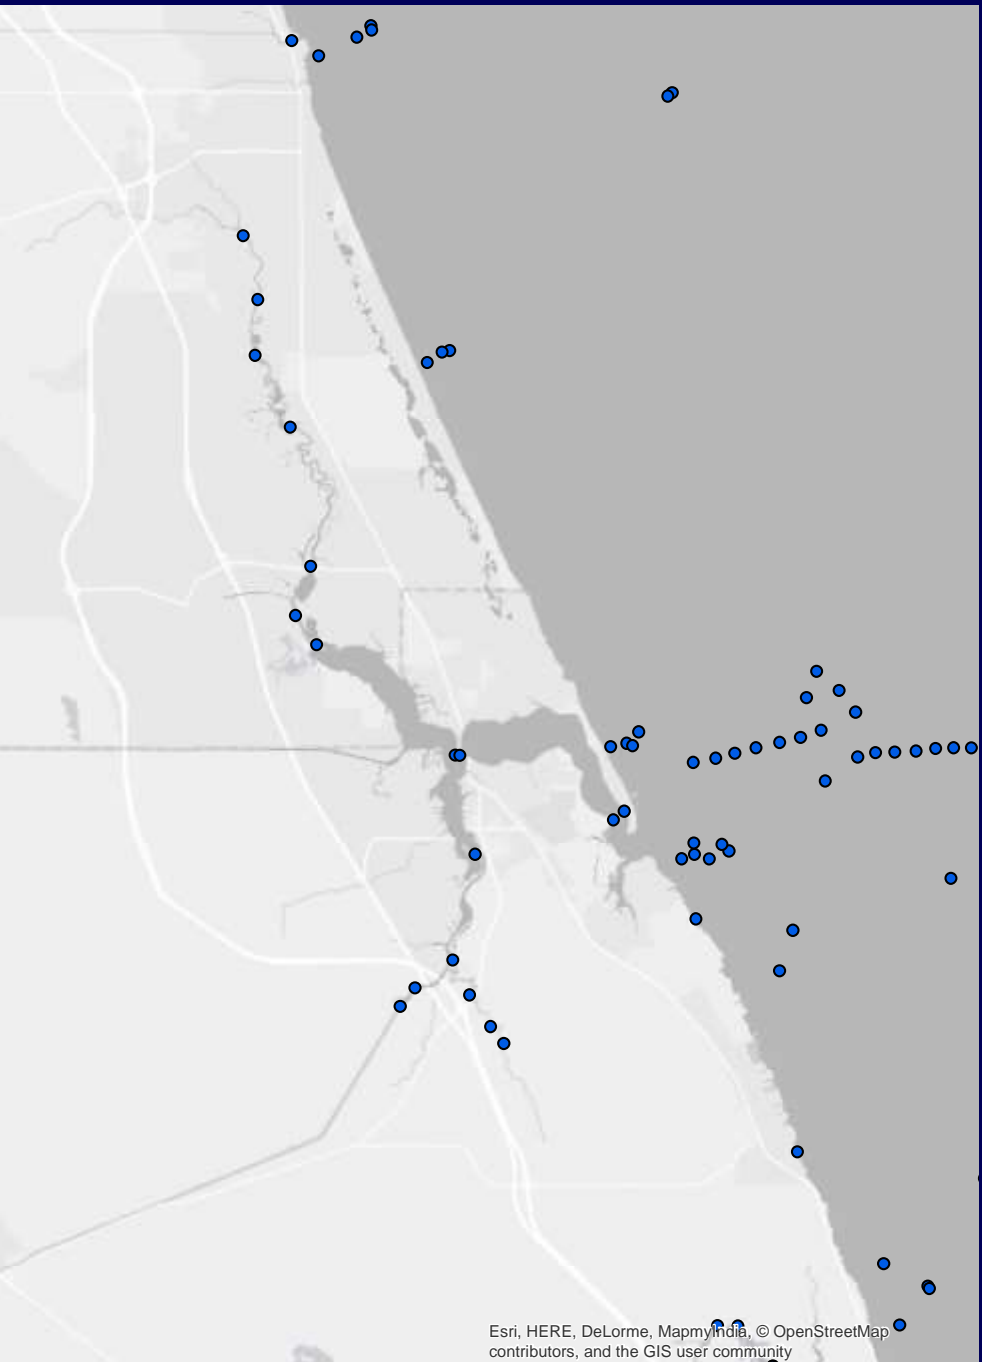 Esri, HERE, DeLorme, MapmyIndia, © OpenStreetMap
contributors, and the GIS user community